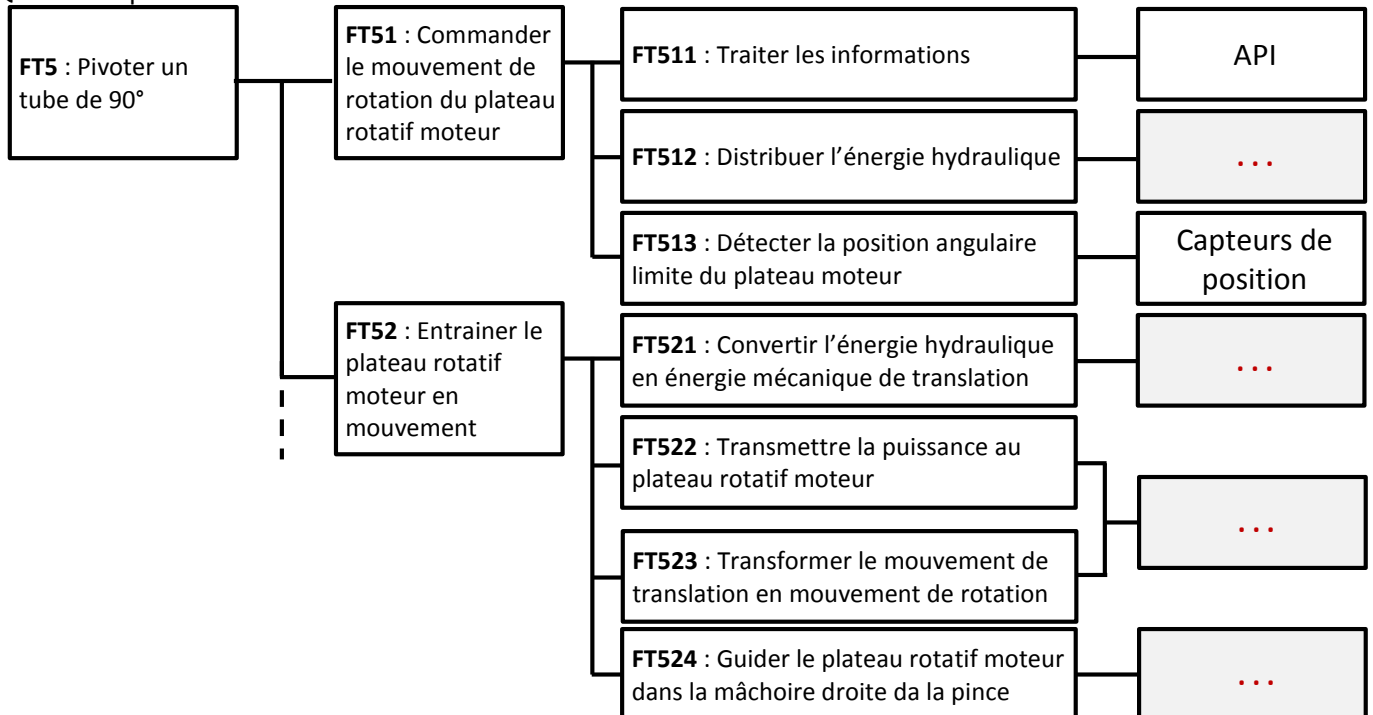 FT5 : Pivoter un
tube de 90°
FT51 : Commander
le mouvement de
rotation du plateau
rotatif moteur
FT511 : Traiter les informations
API
FT512 : Distribuer l'énergie hydraulique
...
FT513 : Détecter la position angulaire
limite du plateau moteur
Capteurs de
position
FT52 : Entrainer le
plateau rotatif
moteur en
mouvement
FT521 : Convertir l'énergie hydraulique
en énergie mécanique de translation
...
FT522 : Transmettre la puissance au
plateau rotatif moteur
FT523 : Transformer le mouvement de
translation en mouvement de rotation
...
FT524 : Guider le plateau rotatif moteur
dans la mâchoire droite da la pince
...